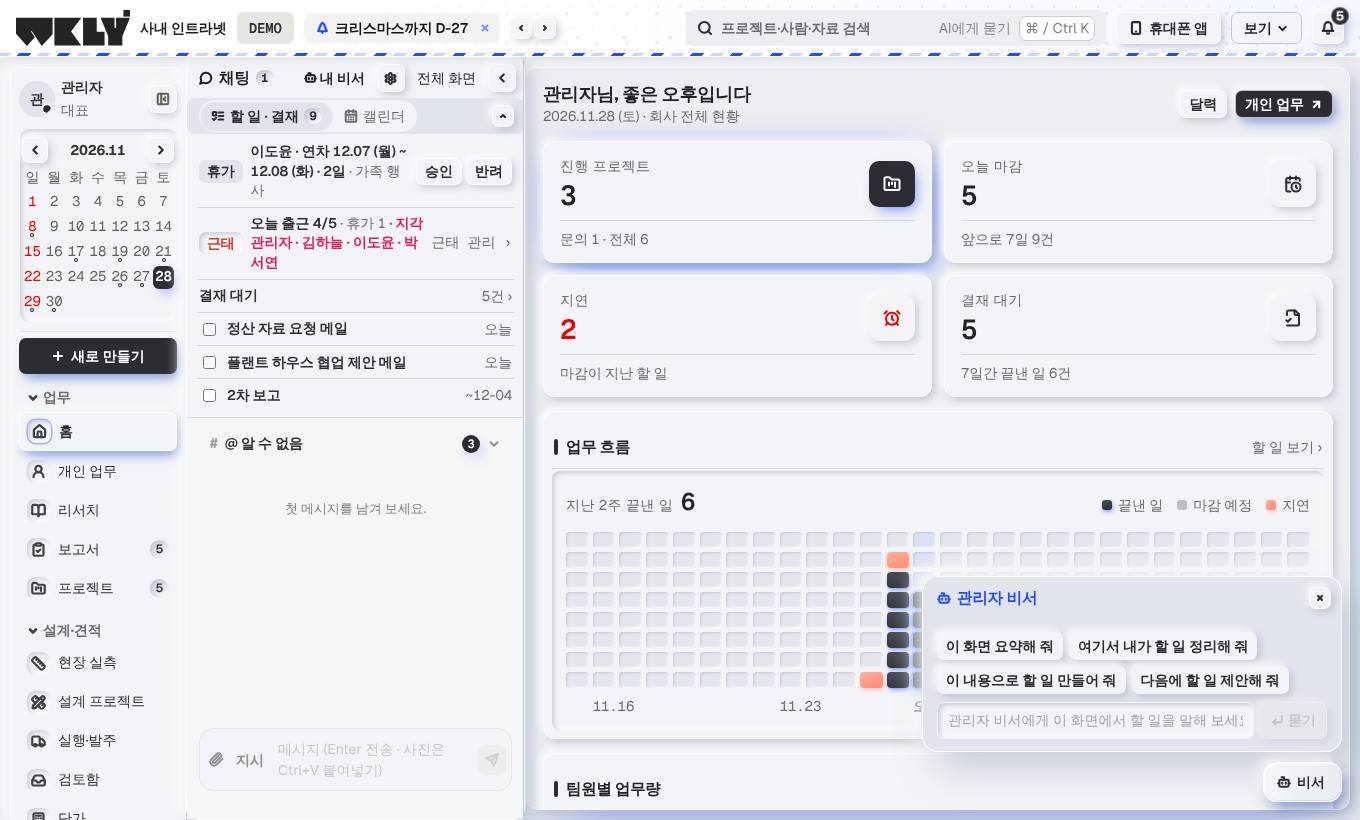 WKLY 사내 인트라넷 DEMO 크리스마스까지 D-27 × ‹ › 프로젝트·사람·자료 검색 AI에게 묻기 ⌘ / Ctrl K 휴대폰 앱 보기 5
관 관리자
대표
2026.11
일 월 화 수 목 금 토
1 2 3 4 5 6 7
8 9 10 11 12 13 14
15 16 17 18 19 20 21
22 23 24 25 26 27 28
29 30
+ 새로 만들기
업무
홈
개인 업무
리서치
보고서 5
프로젝트 5
설계·견적
현장 실측
설계 프로젝트
실행·발주
검토함
단가
채팅 1 내 비서 전체 화면
할 일 · 결재 9 캘린더
휴가 이도윤 · 연차 12.07 (월) ~
12.08 (화) · 2일 · 가족 행
사
승인 반려
근태 오늘 출근 4/5 · 휴가 1 · 지각
관리자 · 김하늘 · 이도윤 · 박
서연
근태 관리 ›
결재 대기 5건 ›
정산 자료 요청 메일 오늘
플랜트 하우스 협업 제안 메일 오늘
2차 보고 ~12-04
# @ 알 수 없음 3
첫 메시지를 남겨 보세요.
지시 메시지 (Enter 전송 · 사진은
Ctrl+V 붙여넣기)
관리자님, 좋은 오후입니다
2026.11.28 (토) · 회사 전체 현황
달력 개인 업무
진행 프로젝트
3
문의 1 · 전체 6
오늘 마감
5
앞으로 7일 9건
지연
2
마감이 지난 할 일
결재 대기
5
7일간 끝낸 일 6건
업무 흐름 할 일 보기 ›
지난 2주 끝낸 일 6 끝낸 일 마감 예정 지연
11.16 11.23
관리자 비서
이 화면 요약해 줘 여기서 내가 할 일 정리해 줘
이 내용으로 할 일 만들어 줘 다음에 할 일 제안해 줘
관리자 비서에게 이 화면에서 할 일을 말해 보세요 묻기
팀원별 업무량
비서